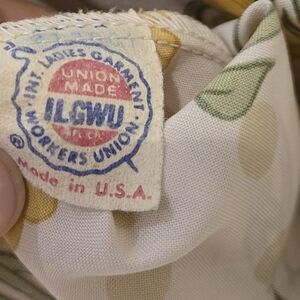 INT. LADIES GARMENT
UNION
MADE
ILGWU
AFL CIO
WORKERS UNION
®
Made in U.S.A.